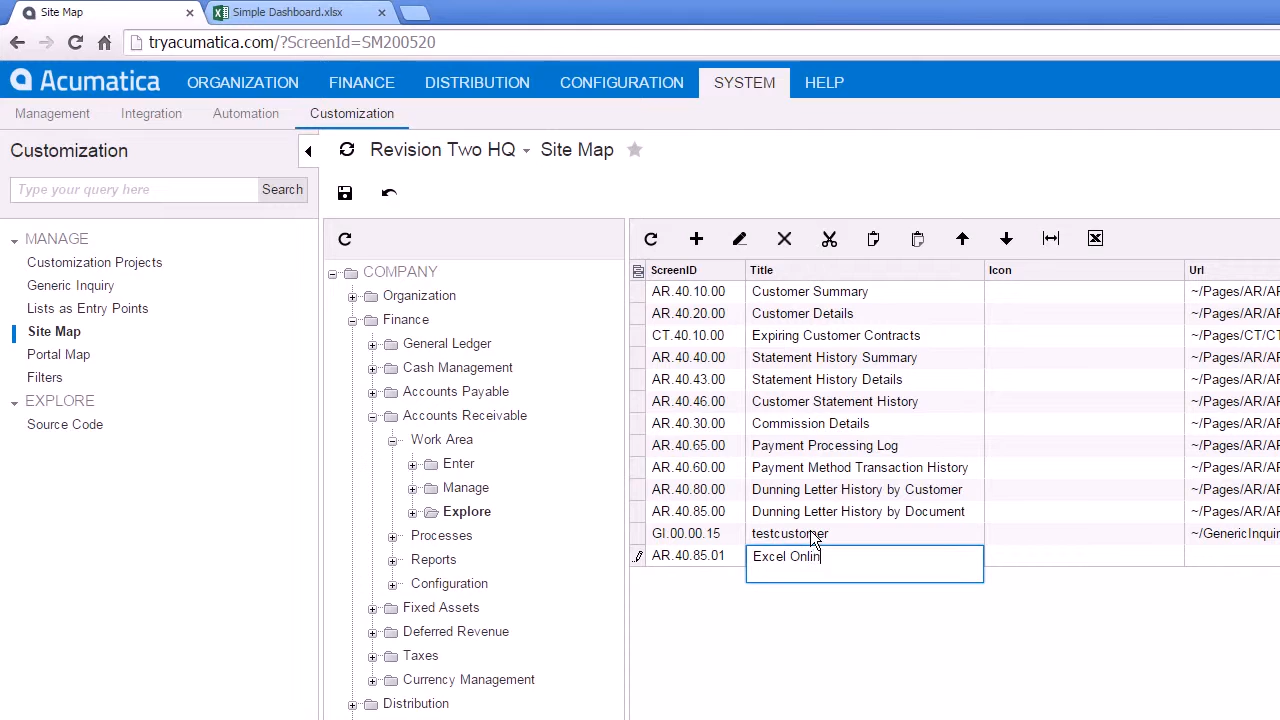 Site Map
Simple Dashboard.xlsx
tryacumatica.com/?ScreenId=SM200520
Acumatica ORGANIZATION FINANCE DISTRIBUTION CONFIGURATION SYSTEM HELP
Management Integration Automation Customization
Customization
Revision Two HQ Site Map
Type your query here Search
MANAGE
Customization Projects
Generic Inquiry
Lists as Entry Points
Site Map
Portal Map
Filters
EXPLORE
Source Code
COMPANY
Organization
Finance
General Ledger
Cash Management
Accounts Payable
Accounts Receivable
Work Area
Enter
Manage
Explore
Processes
Reports
Configuration
Fixed Assets
Deferred Revenue
Taxes
Currency Management
Distribution
ScreenID Title Icon Url
AR.40.10.00 Customer Summary ~/Pages/AR/AR
AR.40.20.00 Customer Details ~/Pages/AR/AR
CT.40.10.00 Expiring Customer Contracts ~/Pages/CT/CT
AR.40.40.00 Statement History Summary ~/Pages/AR/AR
AR.40.43.00 Statement History Details ~/Pages/AR/AR
AR.40.46.00 Customer Statement History ~/Pages/AR/AR
AR.40.30.00 Commission Details ~/Pages/AR/AR
AR.40.65.00 Payment Processing Log ~/Pages/AR/AR
AR.40.60.00 Payment Method Transaction History ~/Pages/AR/AR
AR.40.80.00 Dunning Letter History by Customer ~/Pages/AR/AR
AR.40.85.00 Dunning Letter History by Document ~/Pages/AR/AR
GI.00.00.15 testcustomer ~/GenericInquir
AR.40.85.01 Excel Onlin